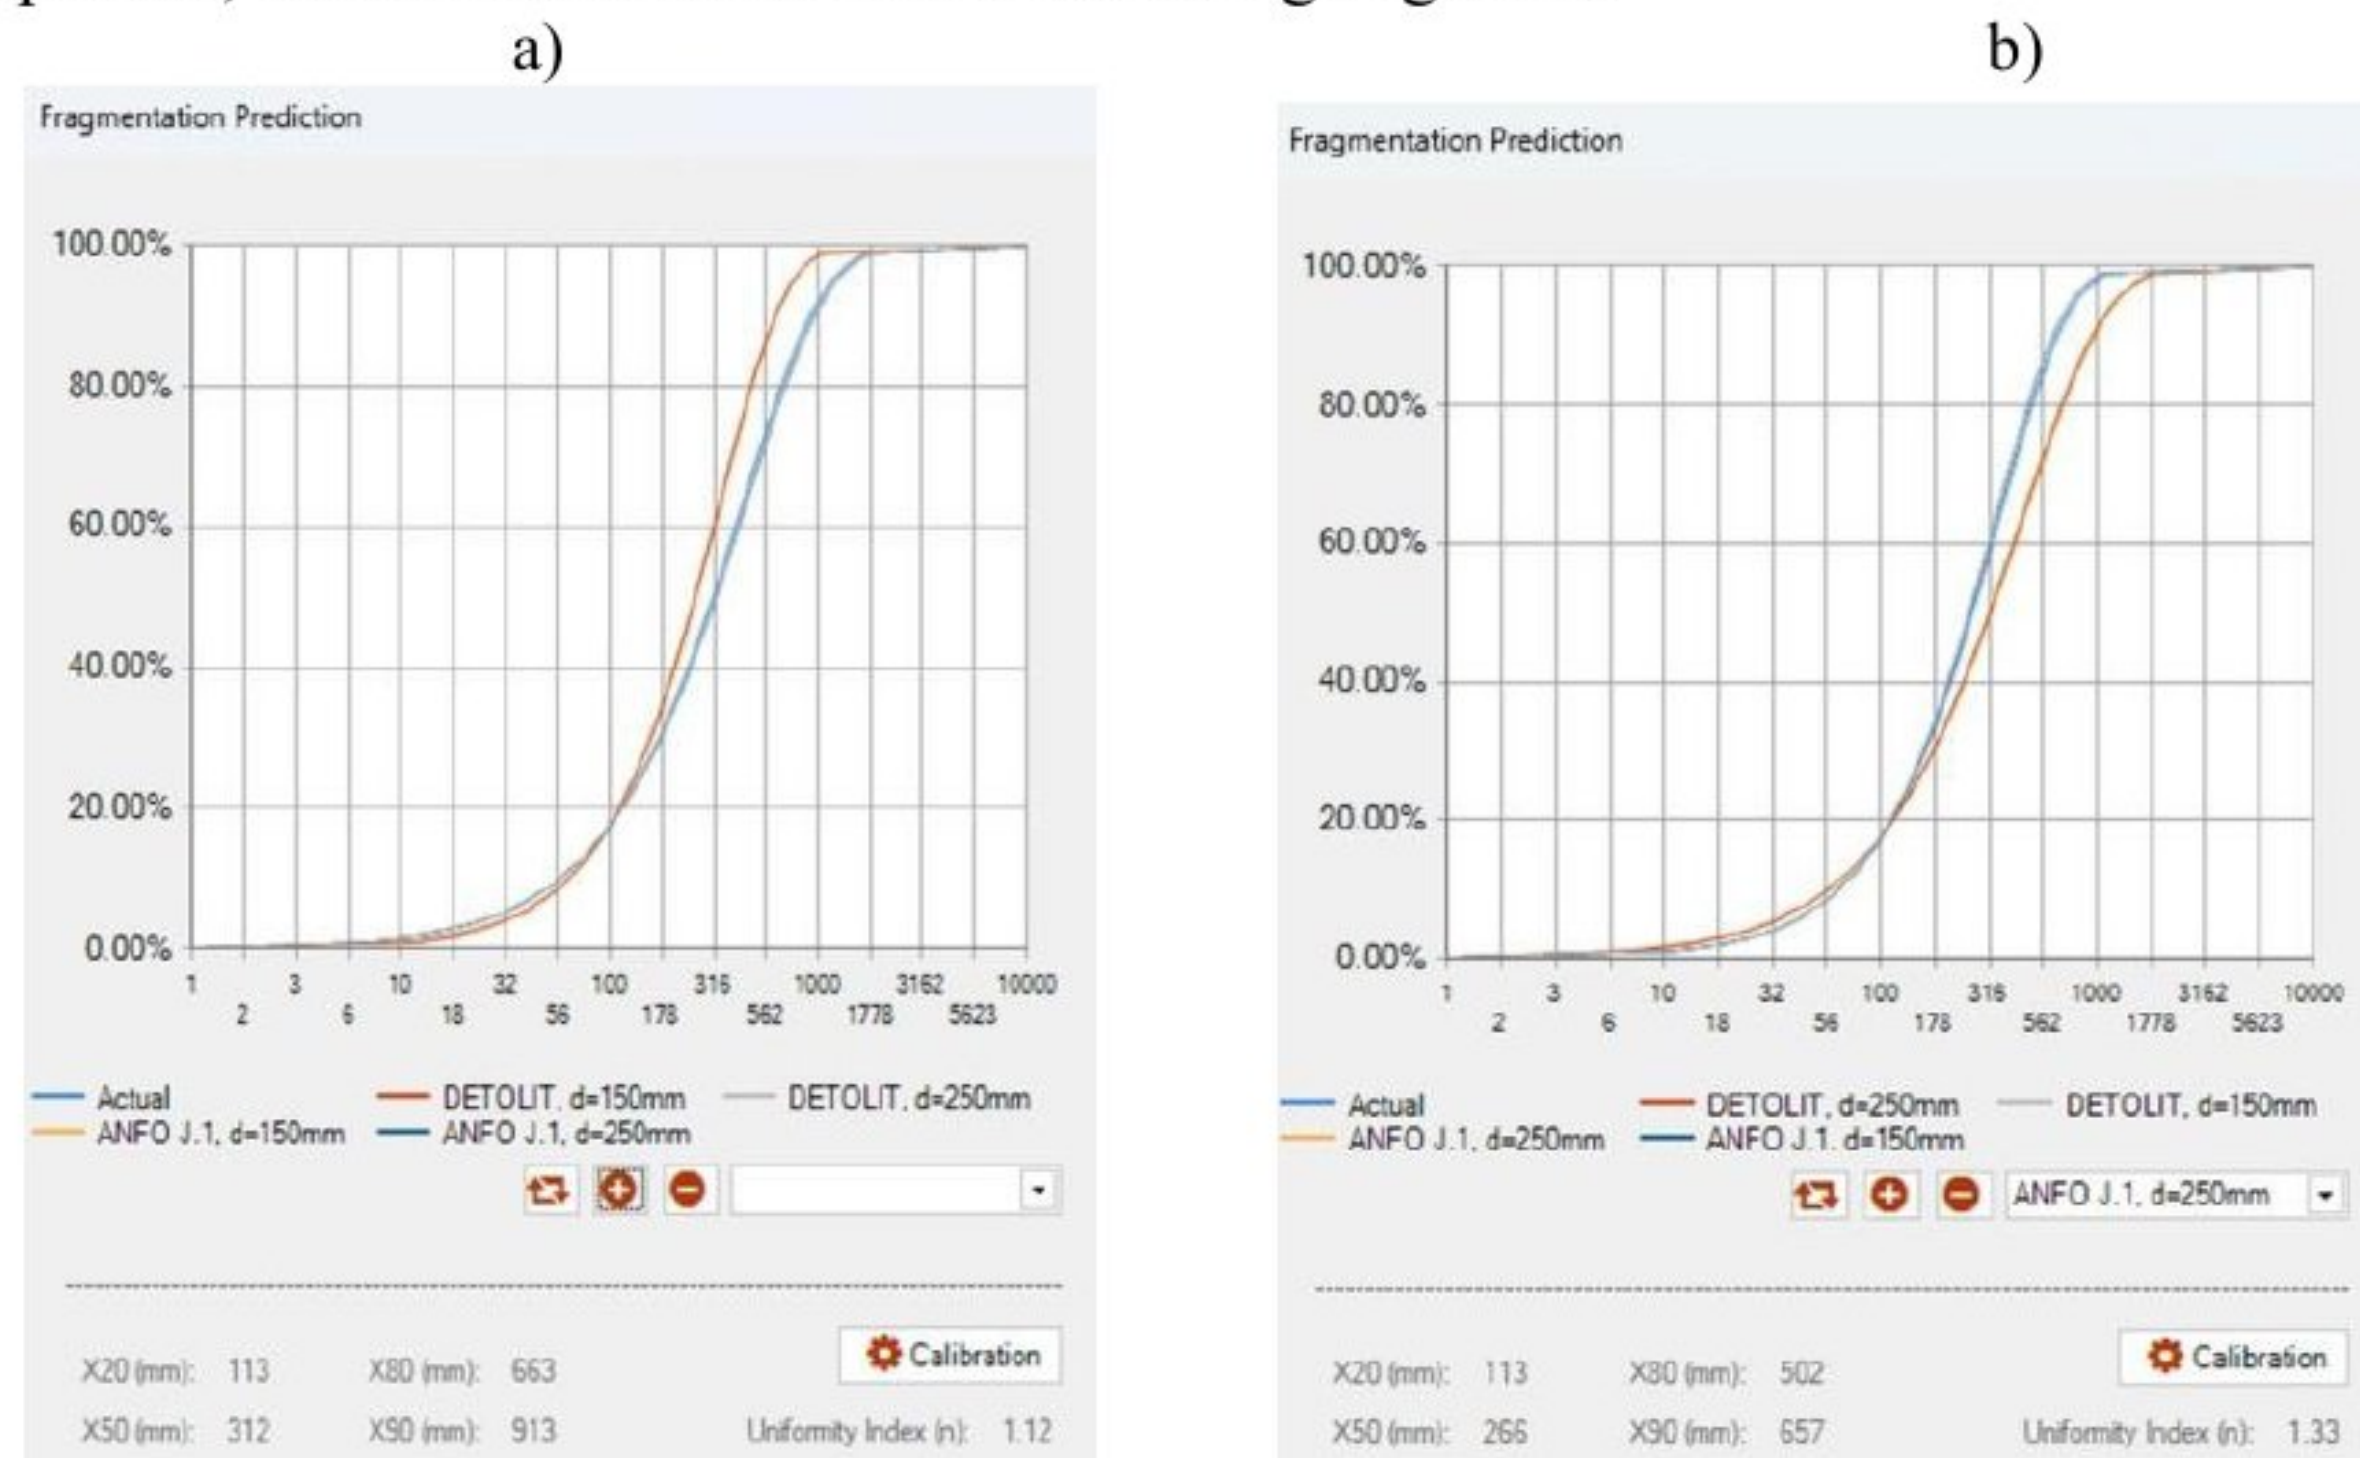 a)
Fragmentation Prediction
100.00%
80.00%
60.00%
40.00%
20.00%
0.00%
1 3 10 32 100 316 1000 3162 10000
2 6 18 56 178 562 1778 5623
Actual DETOLIT, d=150mm DETOLIT, d=250mm
ANFO J.1, d=150mm ANFO J.1, d=250mm
Calibration
X20 (mm): 113 X80 (mm): 663
X50 (mm): 312 X90 (mm): 913 Uniformity Index (n): 1.12
b)
Fragmentation Prediction
100.00%
80.00%
60.00%
40.00%
20.00%
0.00%
1 3 10 32 100 316 1000 3162 10000
2 6 18 56 178 562 1778 5623
Actual DETOLIT, d=250mm DETOLIT, d=150mm
ANFO J.1, d=250mm ANFO J.1. d=150mm
ANFO J.1, d=250mm
Calibration
X20 (mm): 113 X80 (mm): 502
X50 (mm): 266 X90 (mm): 657 Uniformity Index (n): 1.33